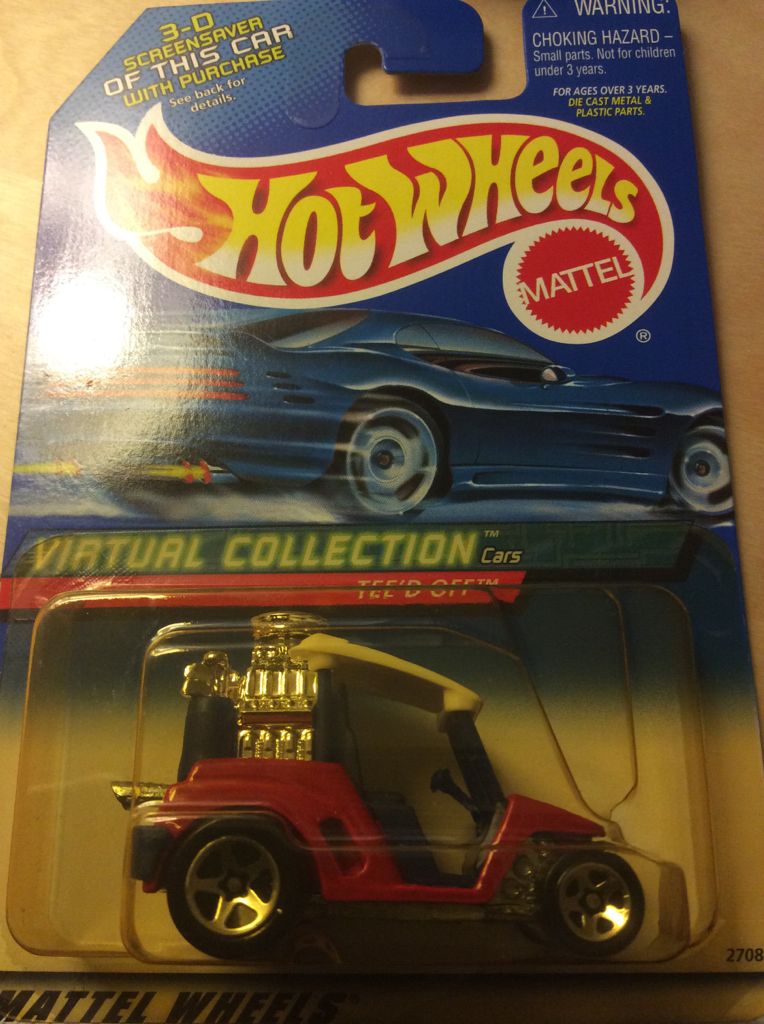 3-D
SCREENSAVER
OF THIS CAR
WITH PURCHASE
See back for
details.
WARNING:
CHOKING HAZARD –
Small parts. Not for children
under 3 years.
FOR AGES OVER 3 YEARS.
DIE CAST METAL &
PLASTIC PARTS.
HOT WHEELS
MATTEL
®
VIRTUAL COLLECTION™ Cars
TEE'D OFF™
2708
MATTEL WHEELS